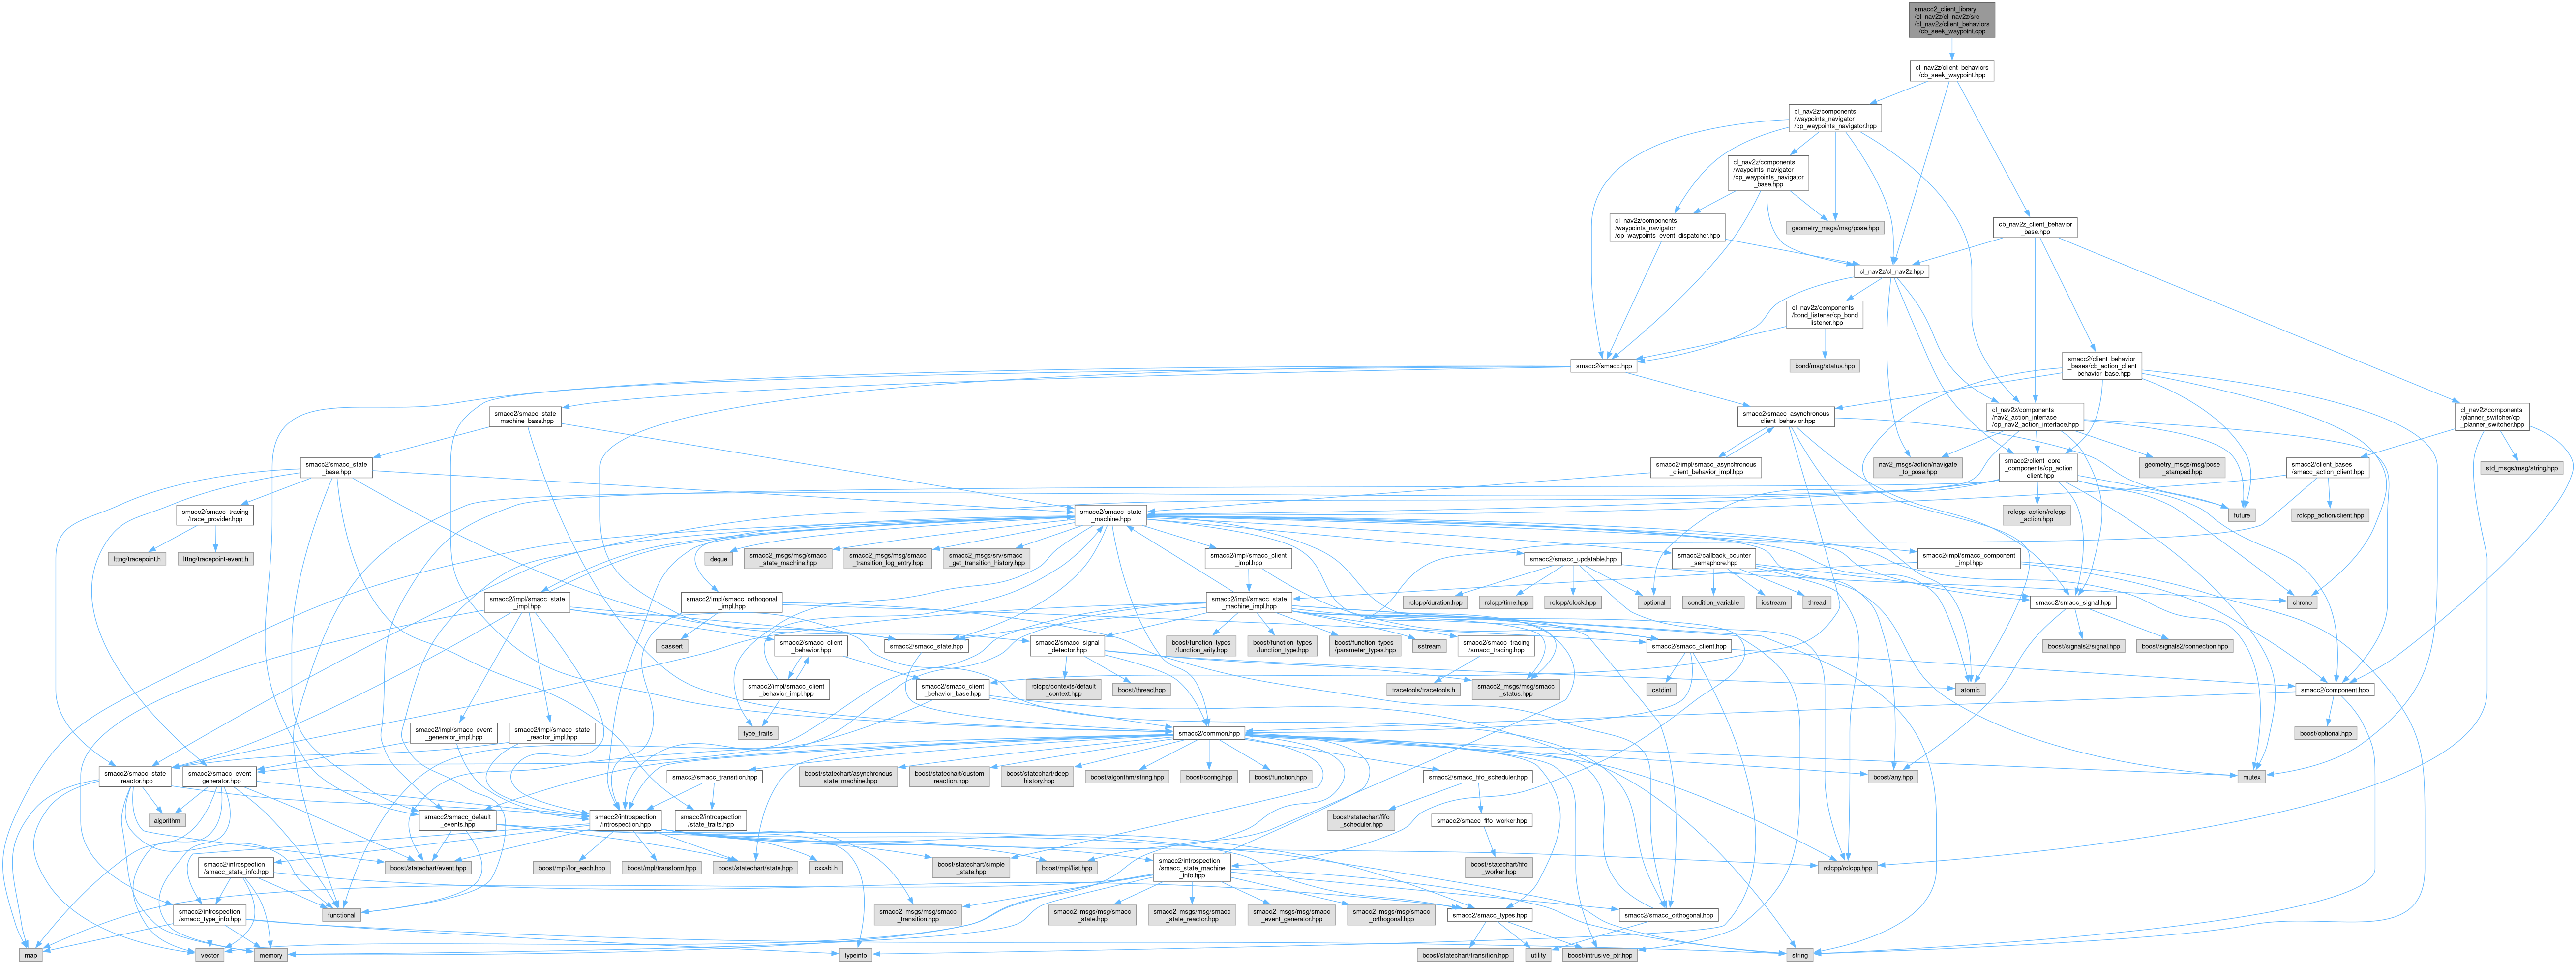 smacc2_client_library
/cl_nav2z/cl_nav2z/src
/cl_nav2z/client_behaviors
/cb_seek_waypoint.cpp
cl_nav2z/client_behaviors
/cb_seek_waypoint.hpp
cl_nav2z/components
/waypoints_navigator
/cp_waypoints_navigator.hpp
cl_nav2z/components
/waypoints_navigator
/cp_waypoints_navigator
_base.hpp
cl_nav2z/components
/waypoints_navigator
/cp_waypoints_event_dispatcher.hpp
geometry_msgs/msg/pose.hpp
cb_nav2z_client_behavior
_base.hpp
cl_nav2z/cl_nav2z.hpp
cl_nav2z/components
/bond_listener/cp_bond
_listener.hpp
smacc2/smacc.hpp
bond/msg/status.hpp
smacc2/client_behavior
_bases/cb_action_client
_behavior_base.hpp
smacc2/smacc_state
_machine_base.hpp
smacc2/smacc_asynchronous
_client_behavior.hpp
cl_nav2z/components
/nav2_action_interface
/cp_nav2_action_interface.hpp
cl_nav2z/components
/planner_switcher/cp
_planner_switcher.hpp
smacc2/smacc_state
_base.hpp
smacc2/impl/smacc_asynchronous
_client_behavior_impl.hpp
nav2_msgs/action/navigate
_to_pose.hpp
smacc2/client_core
_components/cp_action
_client.hpp
geometry_msgs/msg/pose
_stamped.hpp
smacc2/client_bases
/smacc_action_client.hpp
std_msgs/msg/string.hpp
smacc2/smacc_tracing
/trace_provider.hpp
smacc2/smacc_state
_machine.hpp
rclcpp_action/rclcpp
_action.hpp
future
rclcpp_action/client.hpp
lttng/tracepoint.h
lttng/tracepoint-event.h
deque
smacc2_msgs/msg/smacc
_state_machine.hpp
smacc2_msgs/msg/smacc
_transition_log_entry.hpp
smacc2_msgs/srv/smacc
_get_transition_history.hpp
smacc2/impl/smacc_client
_impl.hpp
smacc2/smacc_updatable.hpp
smacc2/callback_counter
_semaphore.hpp
smacc2/impl/smacc_component
_impl.hpp
smacc2/impl/smacc_state
_impl.hpp
smacc2/impl/smacc_orthogonal
_impl.hpp
smacc2/impl/smacc_state
_machine_impl.hpp
rclcpp/duration.hpp
rclcpp/time.hpp
rclcpp/clock.hpp
optional
condition_variable
iostream
thread
smacc2/smacc_signal.hpp
chrono
cassert
smacc2/smacc_client
_behavior.hpp
smacc2/smacc_state.hpp
smacc2/smacc_signal
_detector.hpp
boost/function_types
/function_arity.hpp
boost/function_types
/function_type.hpp
boost/function_types
/parameter_types.hpp
sstream
smacc2/smacc_tracing
/smacc_tracing.hpp
smacc2/smacc_client.hpp
boost/signals2/signal.hpp
boost/signals2/connection.hpp
smacc2/impl/smacc_client
_behavior_impl.hpp
smacc2/smacc_client
_behavior_base.hpp
rclcpp/contexts/default
_context.hpp
boost/thread.hpp
tracetools/tracetools.h
smacc2_msgs/msg/smacc
_status.hpp
cstdint
atomic
smacc2/component.hpp
smacc2/impl/smacc_event
_generator_impl.hpp
smacc2/impl/smacc_state
_reactor_impl.hpp
type_traits
smacc2/common.hpp
boost/optional.hpp
smacc2/smacc_state
_reactor.hpp
smacc2/smacc_event
_generator.hpp
smacc2/smacc_transition.hpp
boost/statechart/asynchronous
_state_machine.hpp
boost/statechart/custom
_reaction.hpp
boost/statechart/deep
_history.hpp
boost/algorithm/string.hpp
boost/config.hpp
boost/function.hpp
smacc2/smacc_fifo_scheduler.hpp
boost/any.hpp
mutex
algorithm
smacc2/smacc_default
_events.hpp
smacc2/introspection
/introspection.hpp
smacc2/introspection
/state_traits.hpp
boost/statechart/fifo
_scheduler.hpp
smacc2/smacc_fifo_worker.hpp
smacc2/introspection
/smacc_state_info.hpp
boost/statechart/event.hpp
boost/mpl/for_each.hpp
boost/mpl/transform.hpp
boost/statechart/state.hpp
cxxabi.h
boost/statechart/simple
_state.hpp
boost/mpl/list.hpp
smacc2/introspection
/smacc_state_machine
_info.hpp
boost/statechart/fifo
_worker.hpp
rclcpp/rclcpp.hpp
smacc2/introspection
/smacc_type_info.hpp
functional
smacc2_msgs/msg/smacc
_transition.hpp
smacc2_msgs/msg/smacc
_state.hpp
smacc2_msgs/msg/smacc
_state_reactor.hpp
smacc2_msgs/msg/smacc
_event_generator.hpp
smacc2_msgs/msg/smacc
_orthogonal.hpp
smacc2/smacc_types.hpp
smacc2/smacc_orthogonal.hpp
map
vector
memory
typeinfo
boost/statechart/transition.hpp
utility
boost/intrusive_ptr.hpp
string